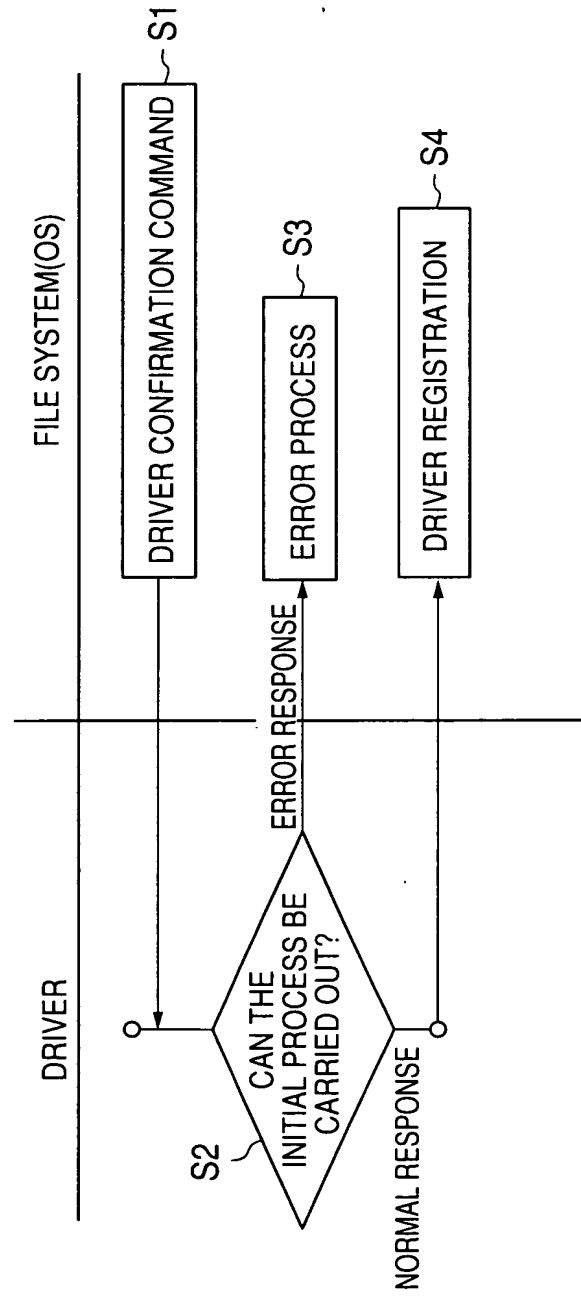 DRIVER
FILE SYSTEM(OS)
DRIVER CONFIRMATION COMMAND
S1
S2
CAN THE
INITIAL PROCESS BE
CARRIED OUT?
ERROR RESPONSE
ERROR PROCESS
S3
NORMAL RESPONSE
DRIVER REGISTRATION
S4